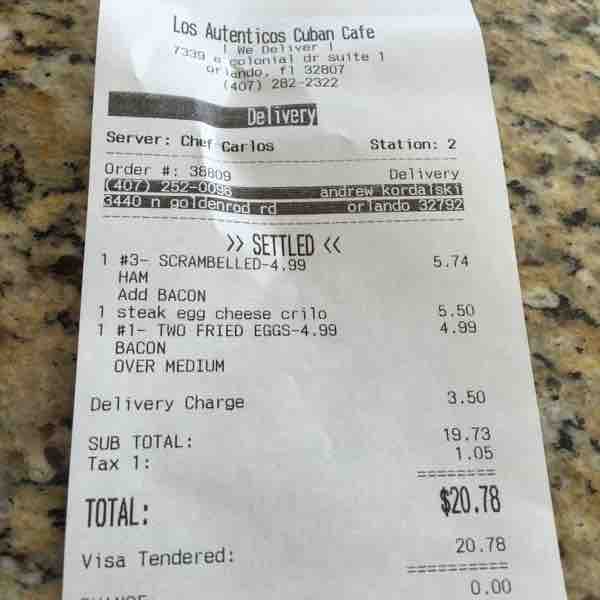 Los Autenticos Cuban Cafe
| We Deliver |
7339 e colonial dr suite 1
orlando, fl 32807
(407) 282-2322
Delivery
Server: Chef Carlos Station: 2
Order #: 38809 Delivery
(407) 252-0098 andrew kordalski
3440 n goldenrod rd orlando 32792
>> SETTLED <<
1 #3- SCRAMBELLED-4.99 5.74
HAM
Add BACON
1 steak egg cheese crilo 5.50
1 #1- TWO FRIED EGGS-4.99 4.99
BACON
OVER MEDIUM
Delivery Charge 3.50
SUB TOTAL: 19.73
Tax 1: 1.05
TOTAL: $20.78
Visa Tendered: 20.78
0.00